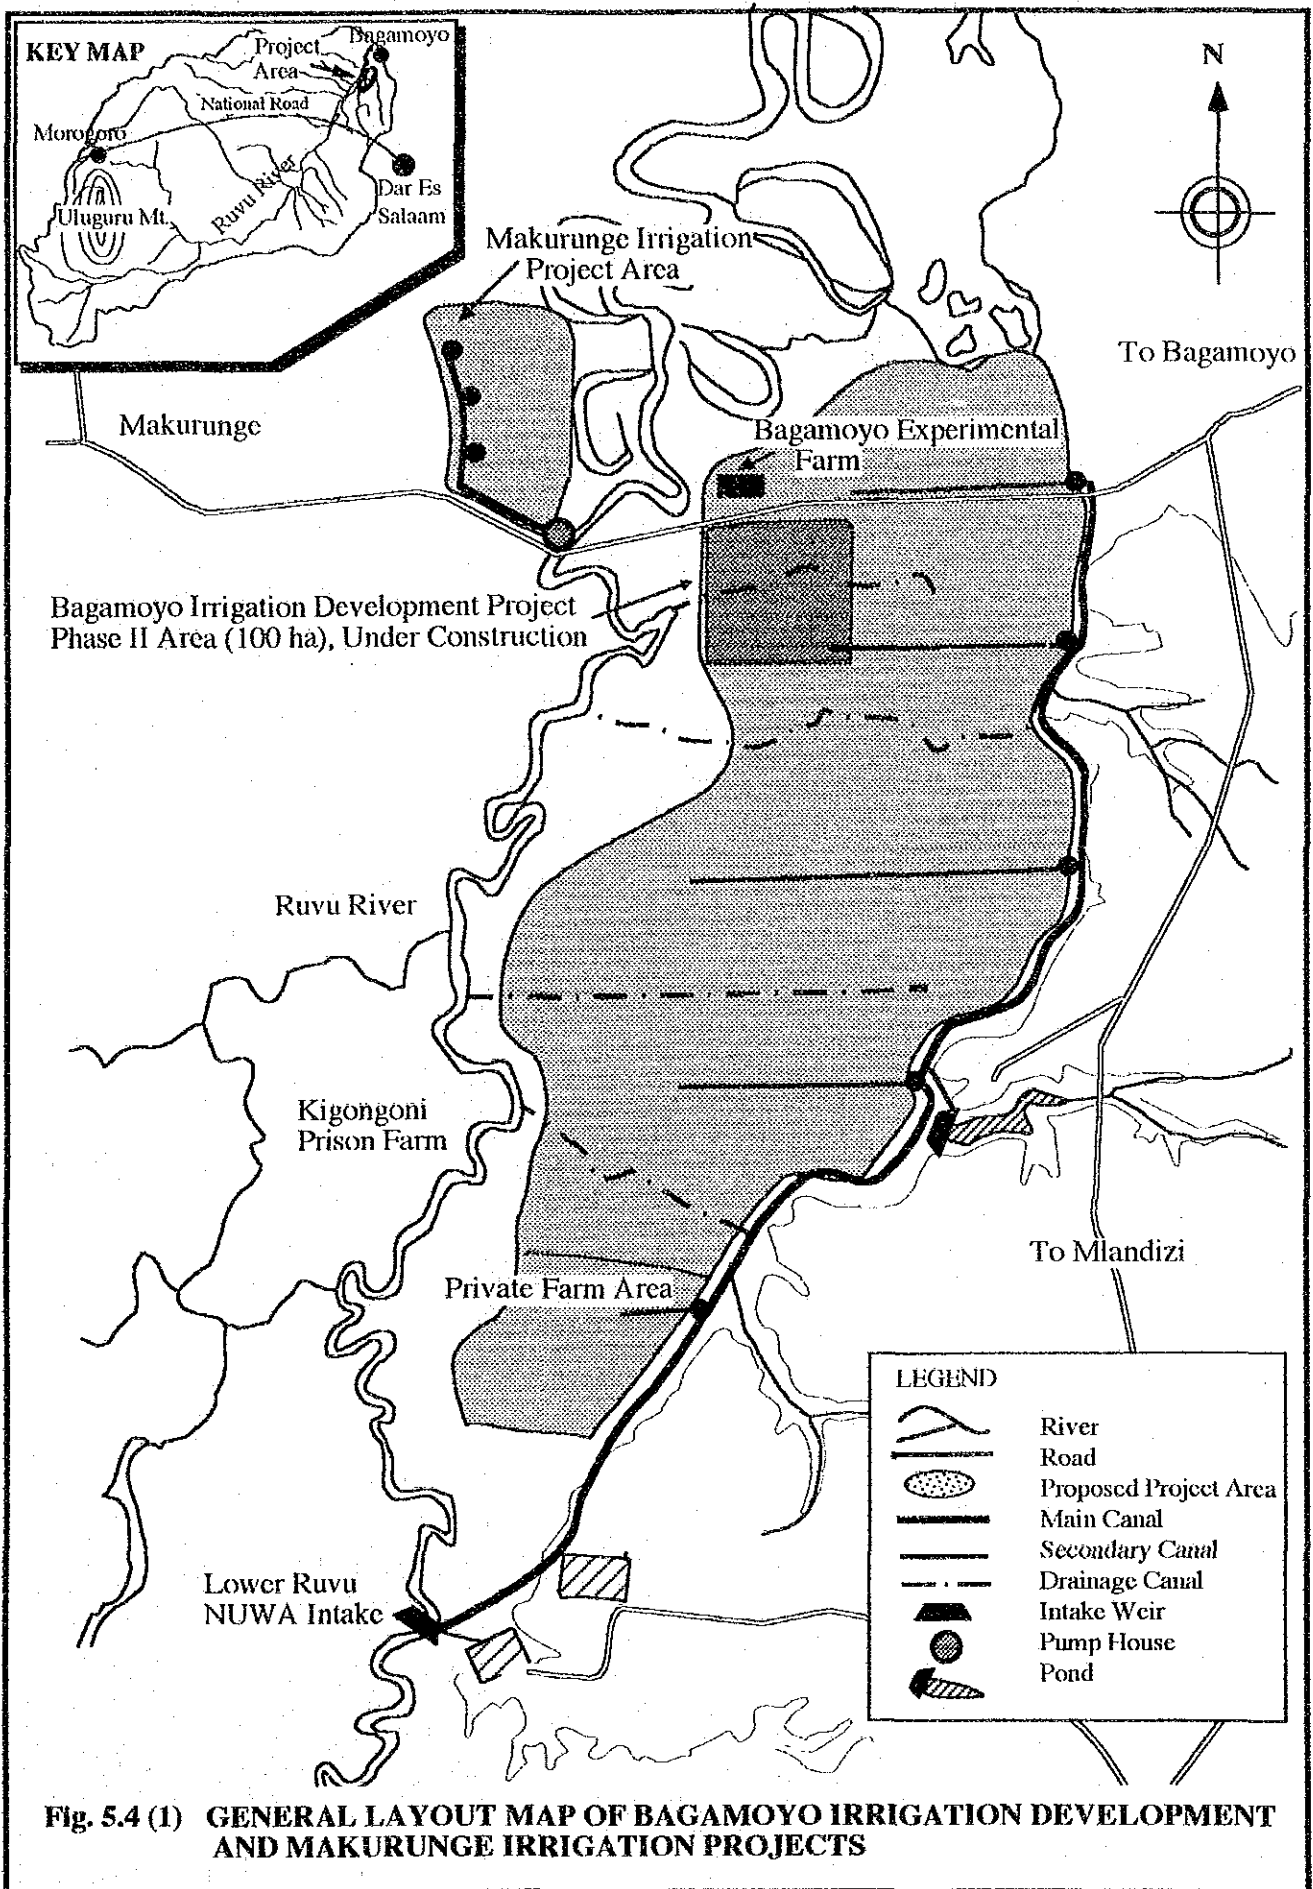 KEY MAP
Bagamoyo
Project
Area
National Road
Morogoro
Ruvu River
Dar Es
Salaam
Uluguru Mt.
N
Makurunge Irrigation
Project Area
To Bagamoyo
Makurunge
Bagamoyo Experimental
Farm
Bagamoyo Irrigation Development Project
Phase II Area (100 ha), Under Construction
Ruvu River
Kigongoni
Prison Farm
To Mlandizi
Private Farm Area
LEGEND
River
Road
Proposed Project Area
Main Canal
Secondary Canal
Drainage Canal
Intake Weir
Pump House
Pond
Lower Ruvu
NUWA Intake
Fig. 5.4 (1) GENERAL LAYOUT MAP OF BAGAMOYO IRRIGATION DEVELOPMENT
AND MAKURUNGE IRRIGATION PROJECTS